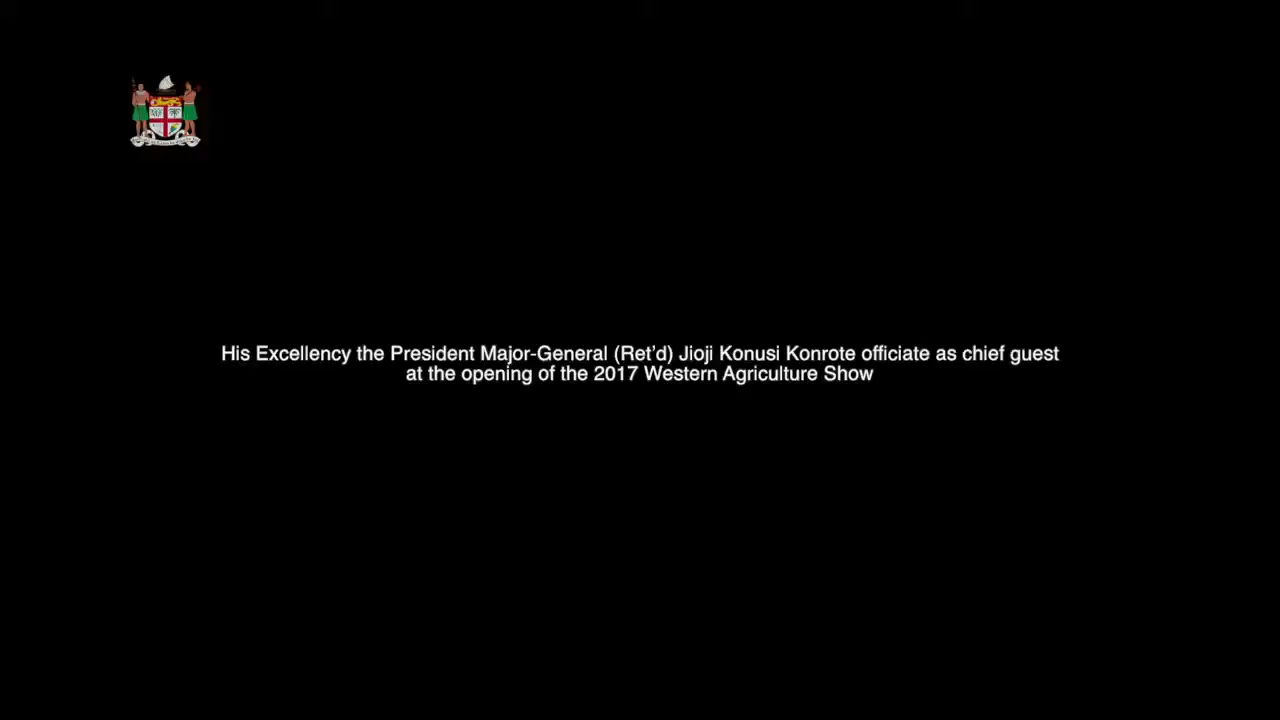 His Excellency the President Major-General (Ret'd) Jioji Konusi Konrote officiate as chief guest
at the opening of the 2017 Western Agriculture Show